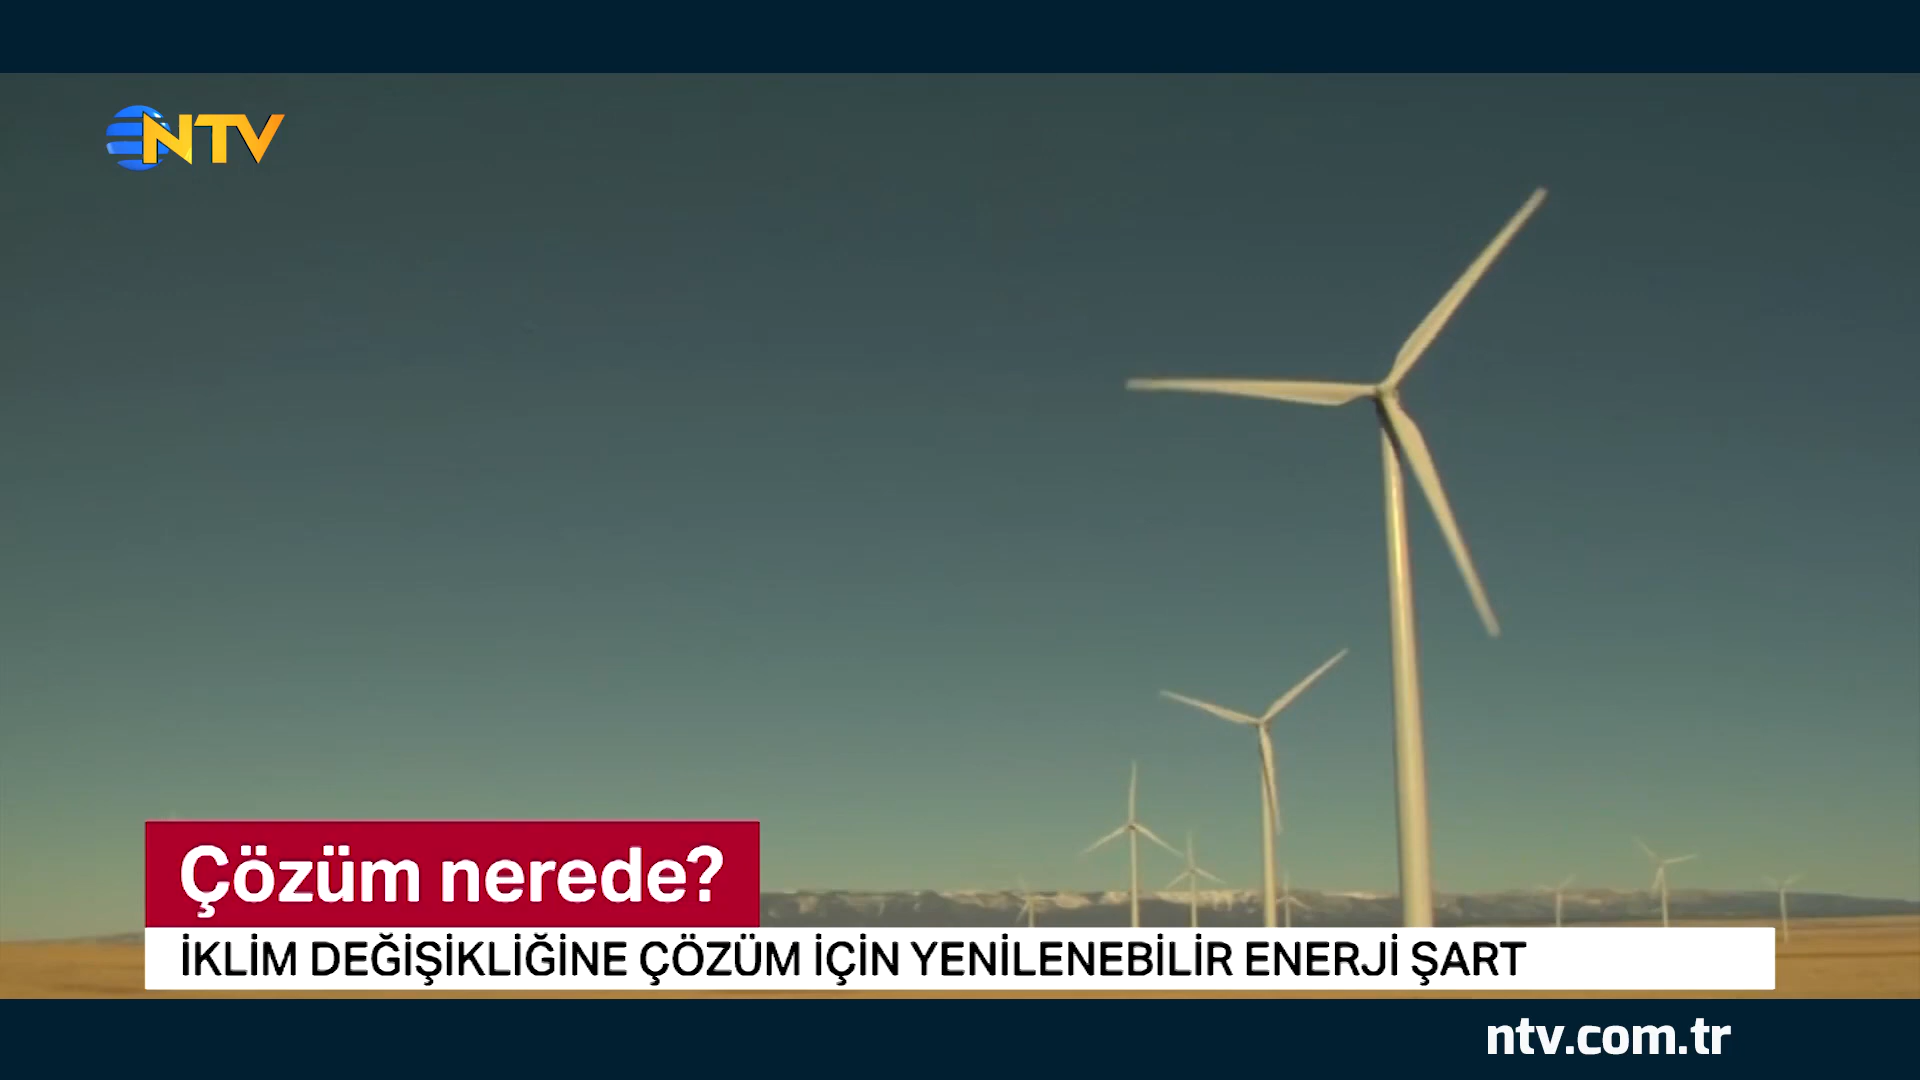 NTV
Çözüm nerede?
İKLİM DEĞİŞİKLİĞİNE ÇÖZÜM İÇİN YENİLENEBİLİR ENERJİ ŞART
ntv.com.tr